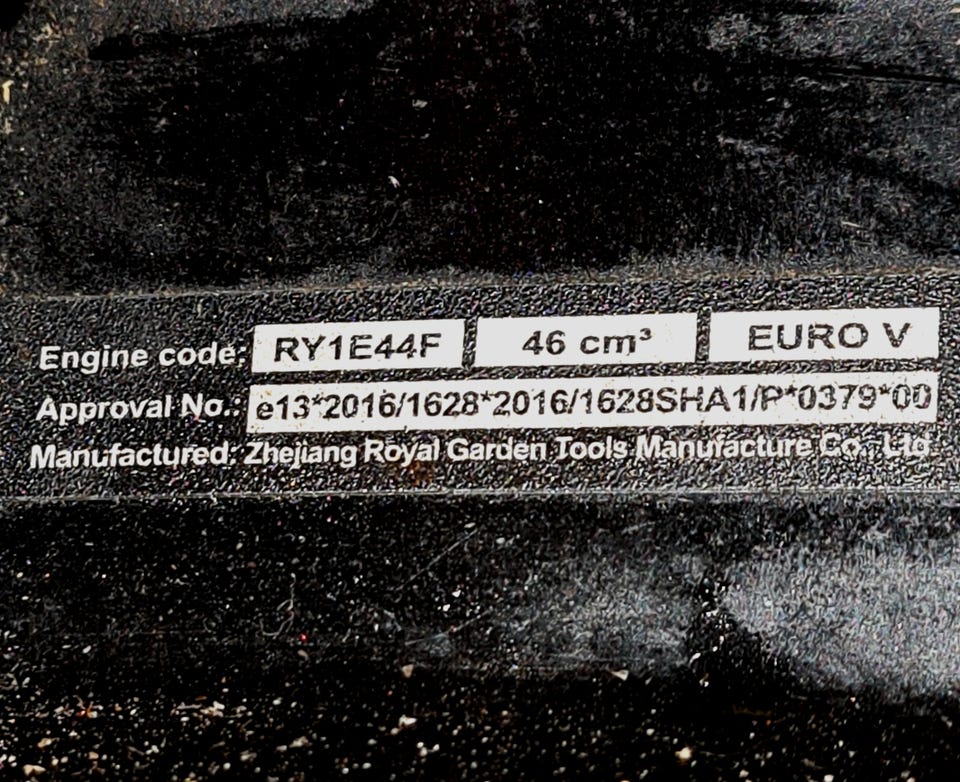 Engine code: RY1E44F 46 cm³ EURO V
Approval No.: e13*2016/1628*2016/1628SHA1/P*0379*00
Manufactured: Zhejiang Royal Garden Tools Manufacture Co., Ltd